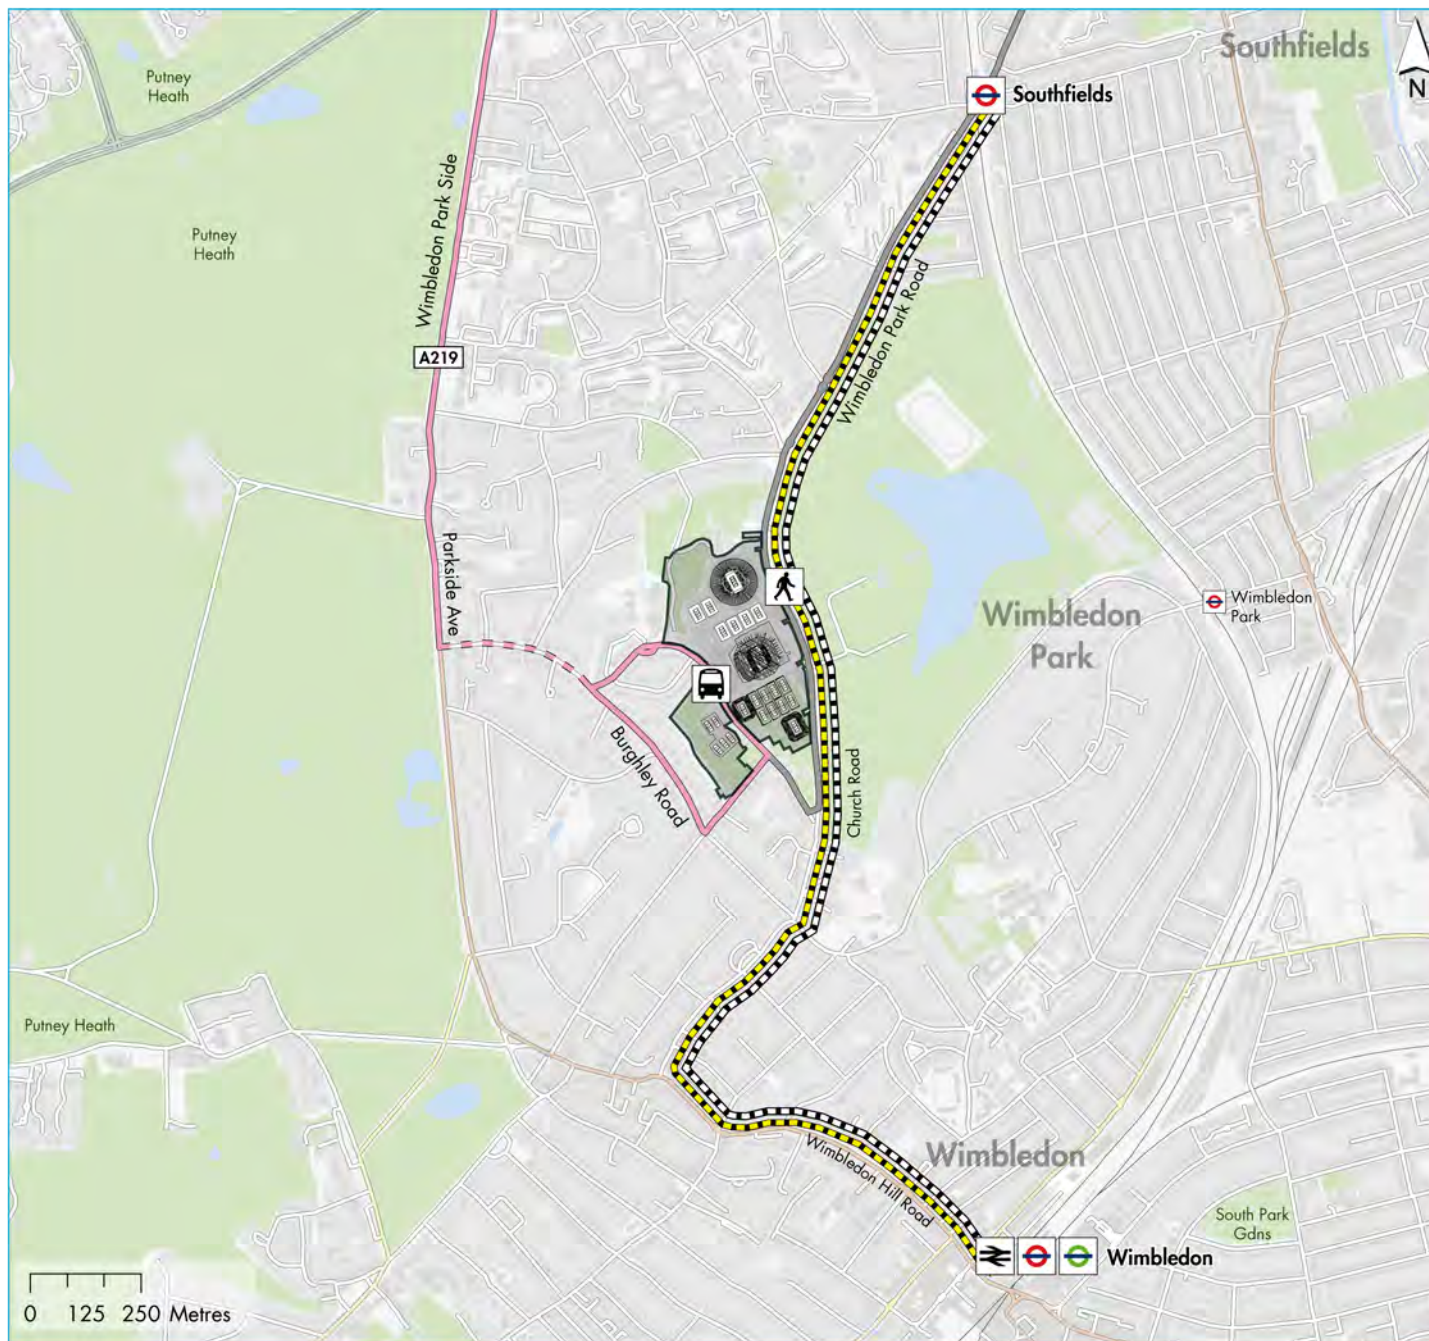 Southfields
N
Putney
Heath
Southfields
Wimbledon Park Side
Putney
Heath
Wimbledon Park Road
A219
Parkside Ave
Wimbledon
Park
Wimbledon
Park
Burghley Road
Church Road
Putney Heath
Wimbledon
Wimbledon Hill Road
South Park
Gdns
Wimbledon
0 125 250 Metres